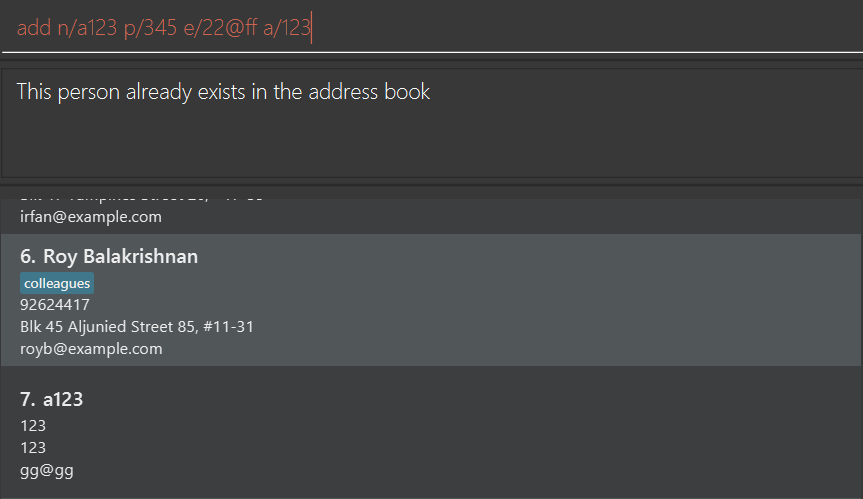 add n/a123 p/345 e/22@ff a/123
This person already exists in the address book
irfan@example.com
6. Roy Balakrishnan
colleagues
92624417
Blk 45 Aljunied Street 85, #11-31
royb@example.com
7. a123
123
123
gg@gg